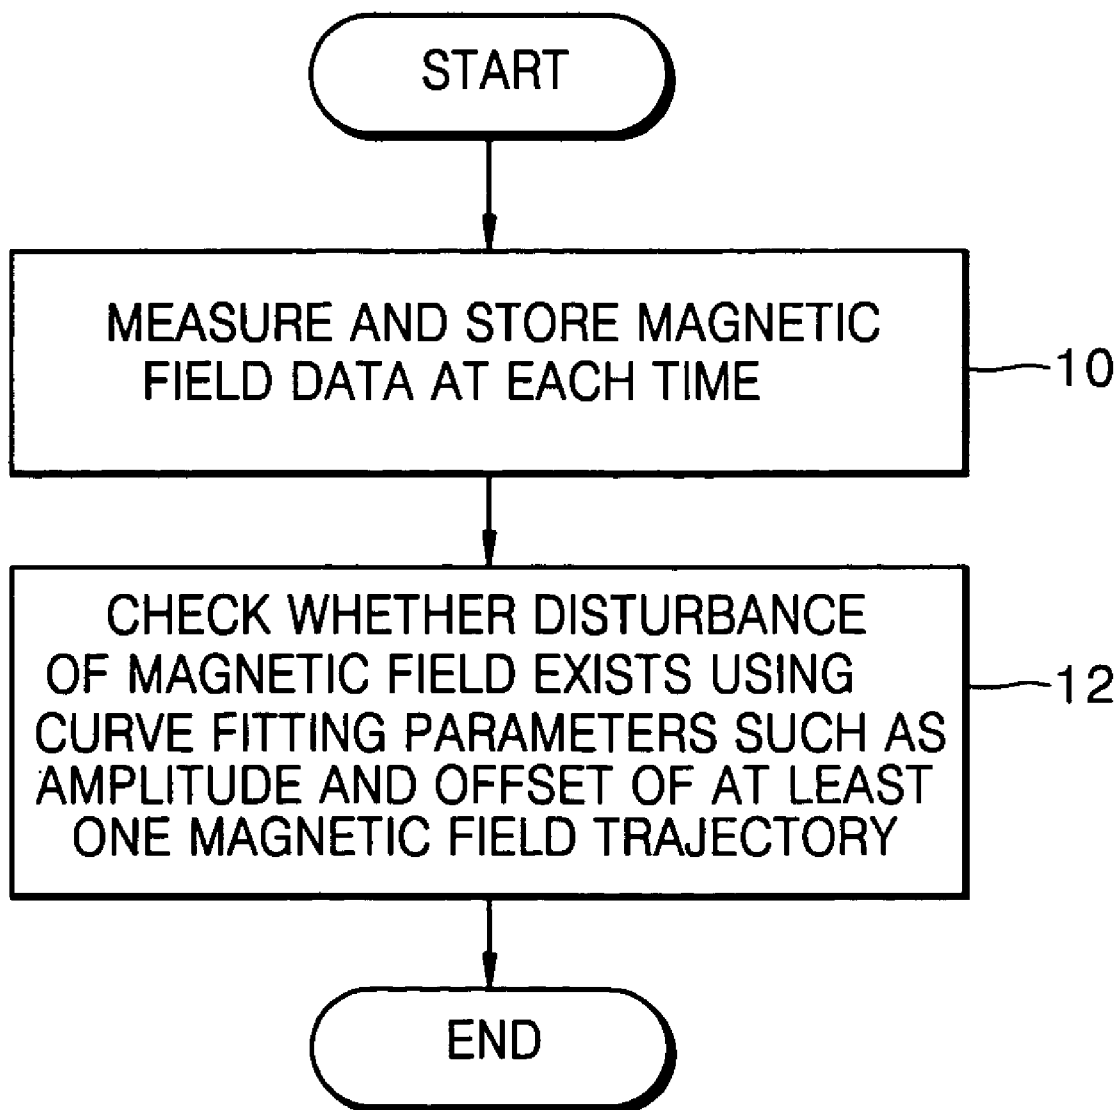 START
MEASURE AND STORE MAGNETIC
FIELD DATA AT EACH TIME
10
CHECK WHETHER DISTURBANCE
OF MAGNETIC FIELD EXISTS USING
CURVE FITTING PARAMETERS SUCH AS
AMPLITUDE AND OFFSET OF AT LEAST
ONE MAGNETIC FIELD TRAJECTORY
12
END